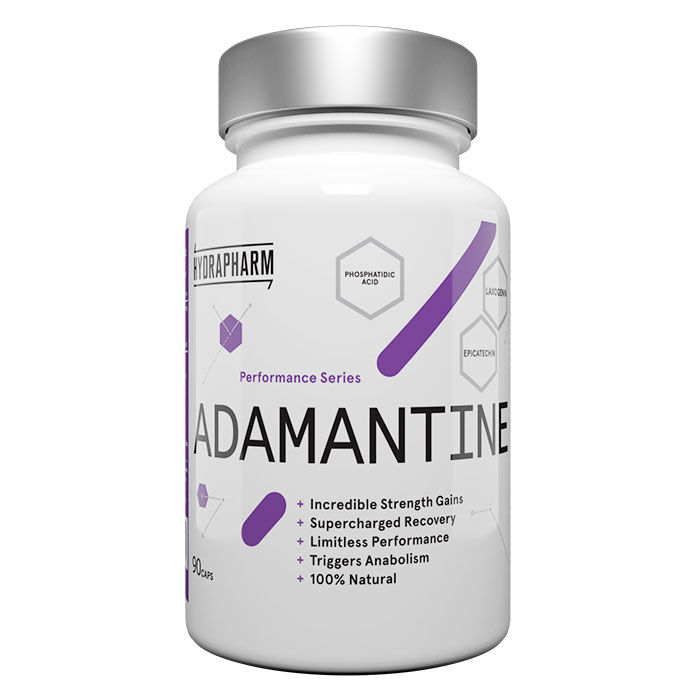 HYDRAPHARM
PHOSPHATIDIC
ACID
LAXOGENIN
EPICATECHIN
Performance Series
ADAMANTINE
+ Incredible Strength Gains
+ Supercharged Recovery
+ Limitless Performance
+ Triggers Anabolism
+ 100% Natural
90CAPS